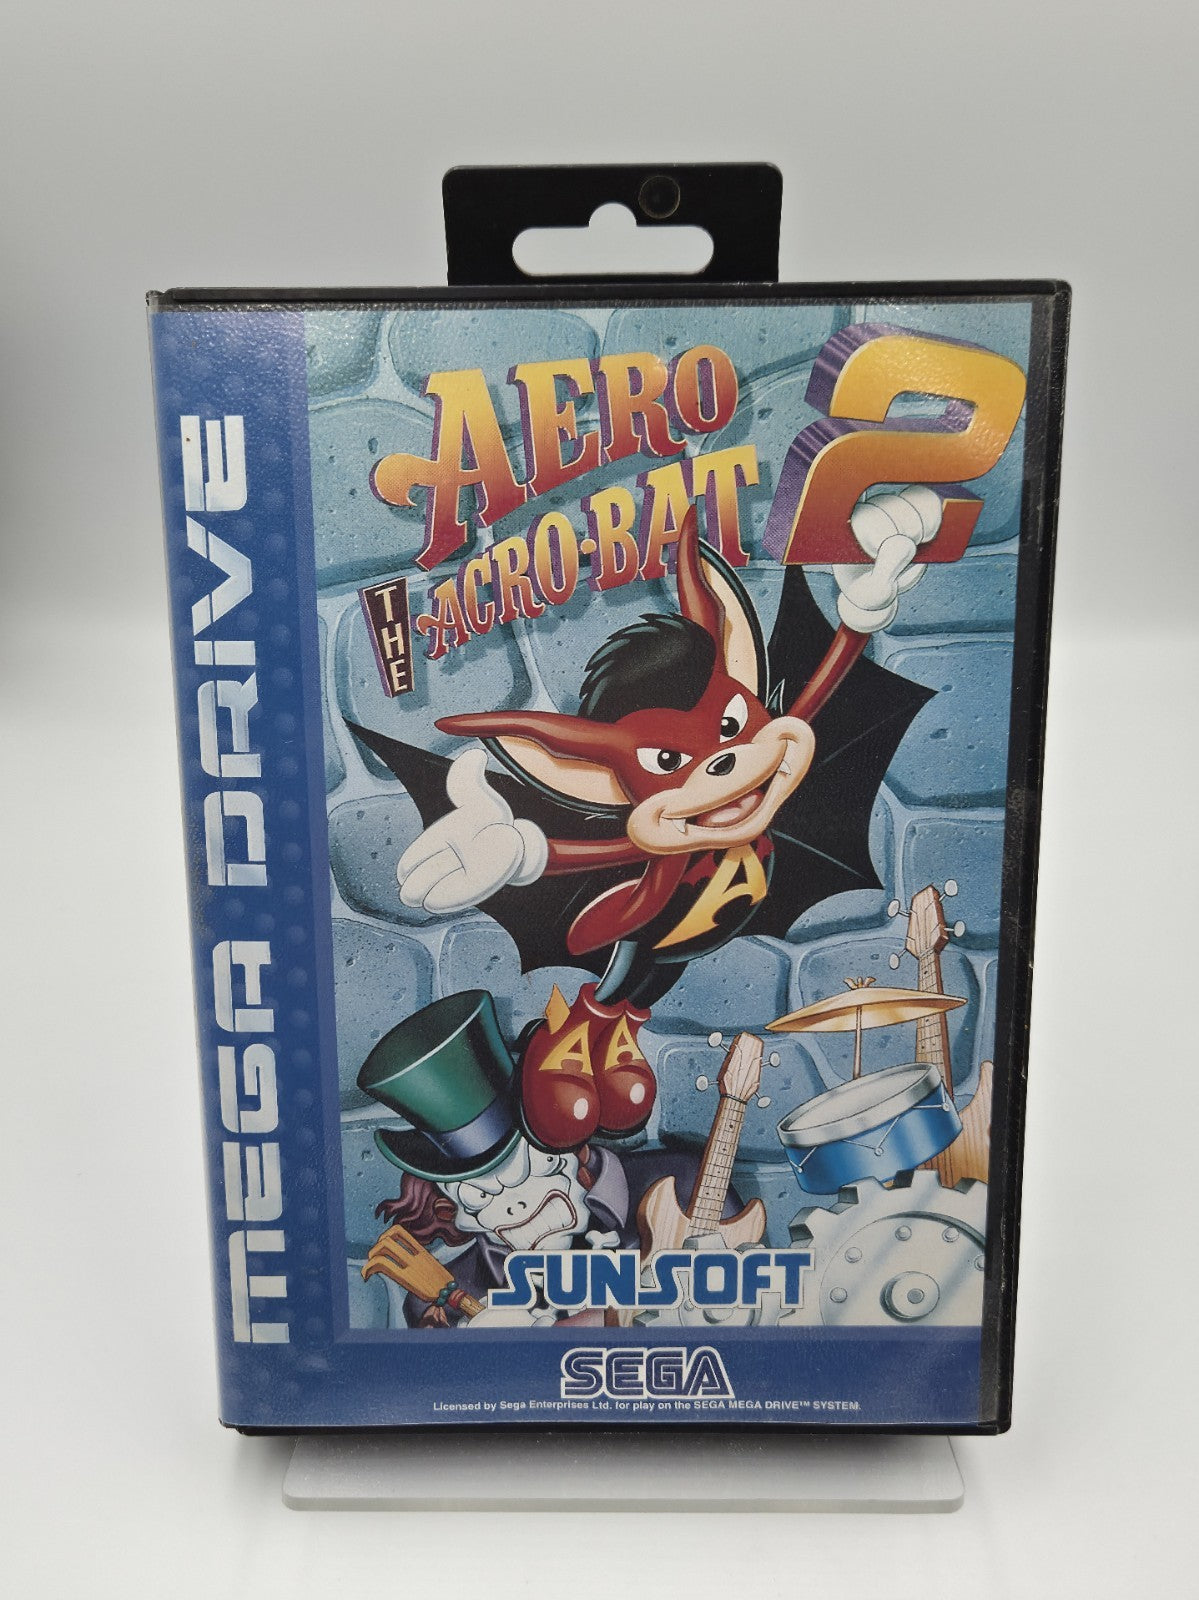 MEGA DRIVE
AERO
THE ACRO·BAT 2
A
A A
SUNSOFT
SEGA
Licensed by Sega Enterprises Ltd. for play on the SEGA MEGA DRIVE™ SYSTEM.